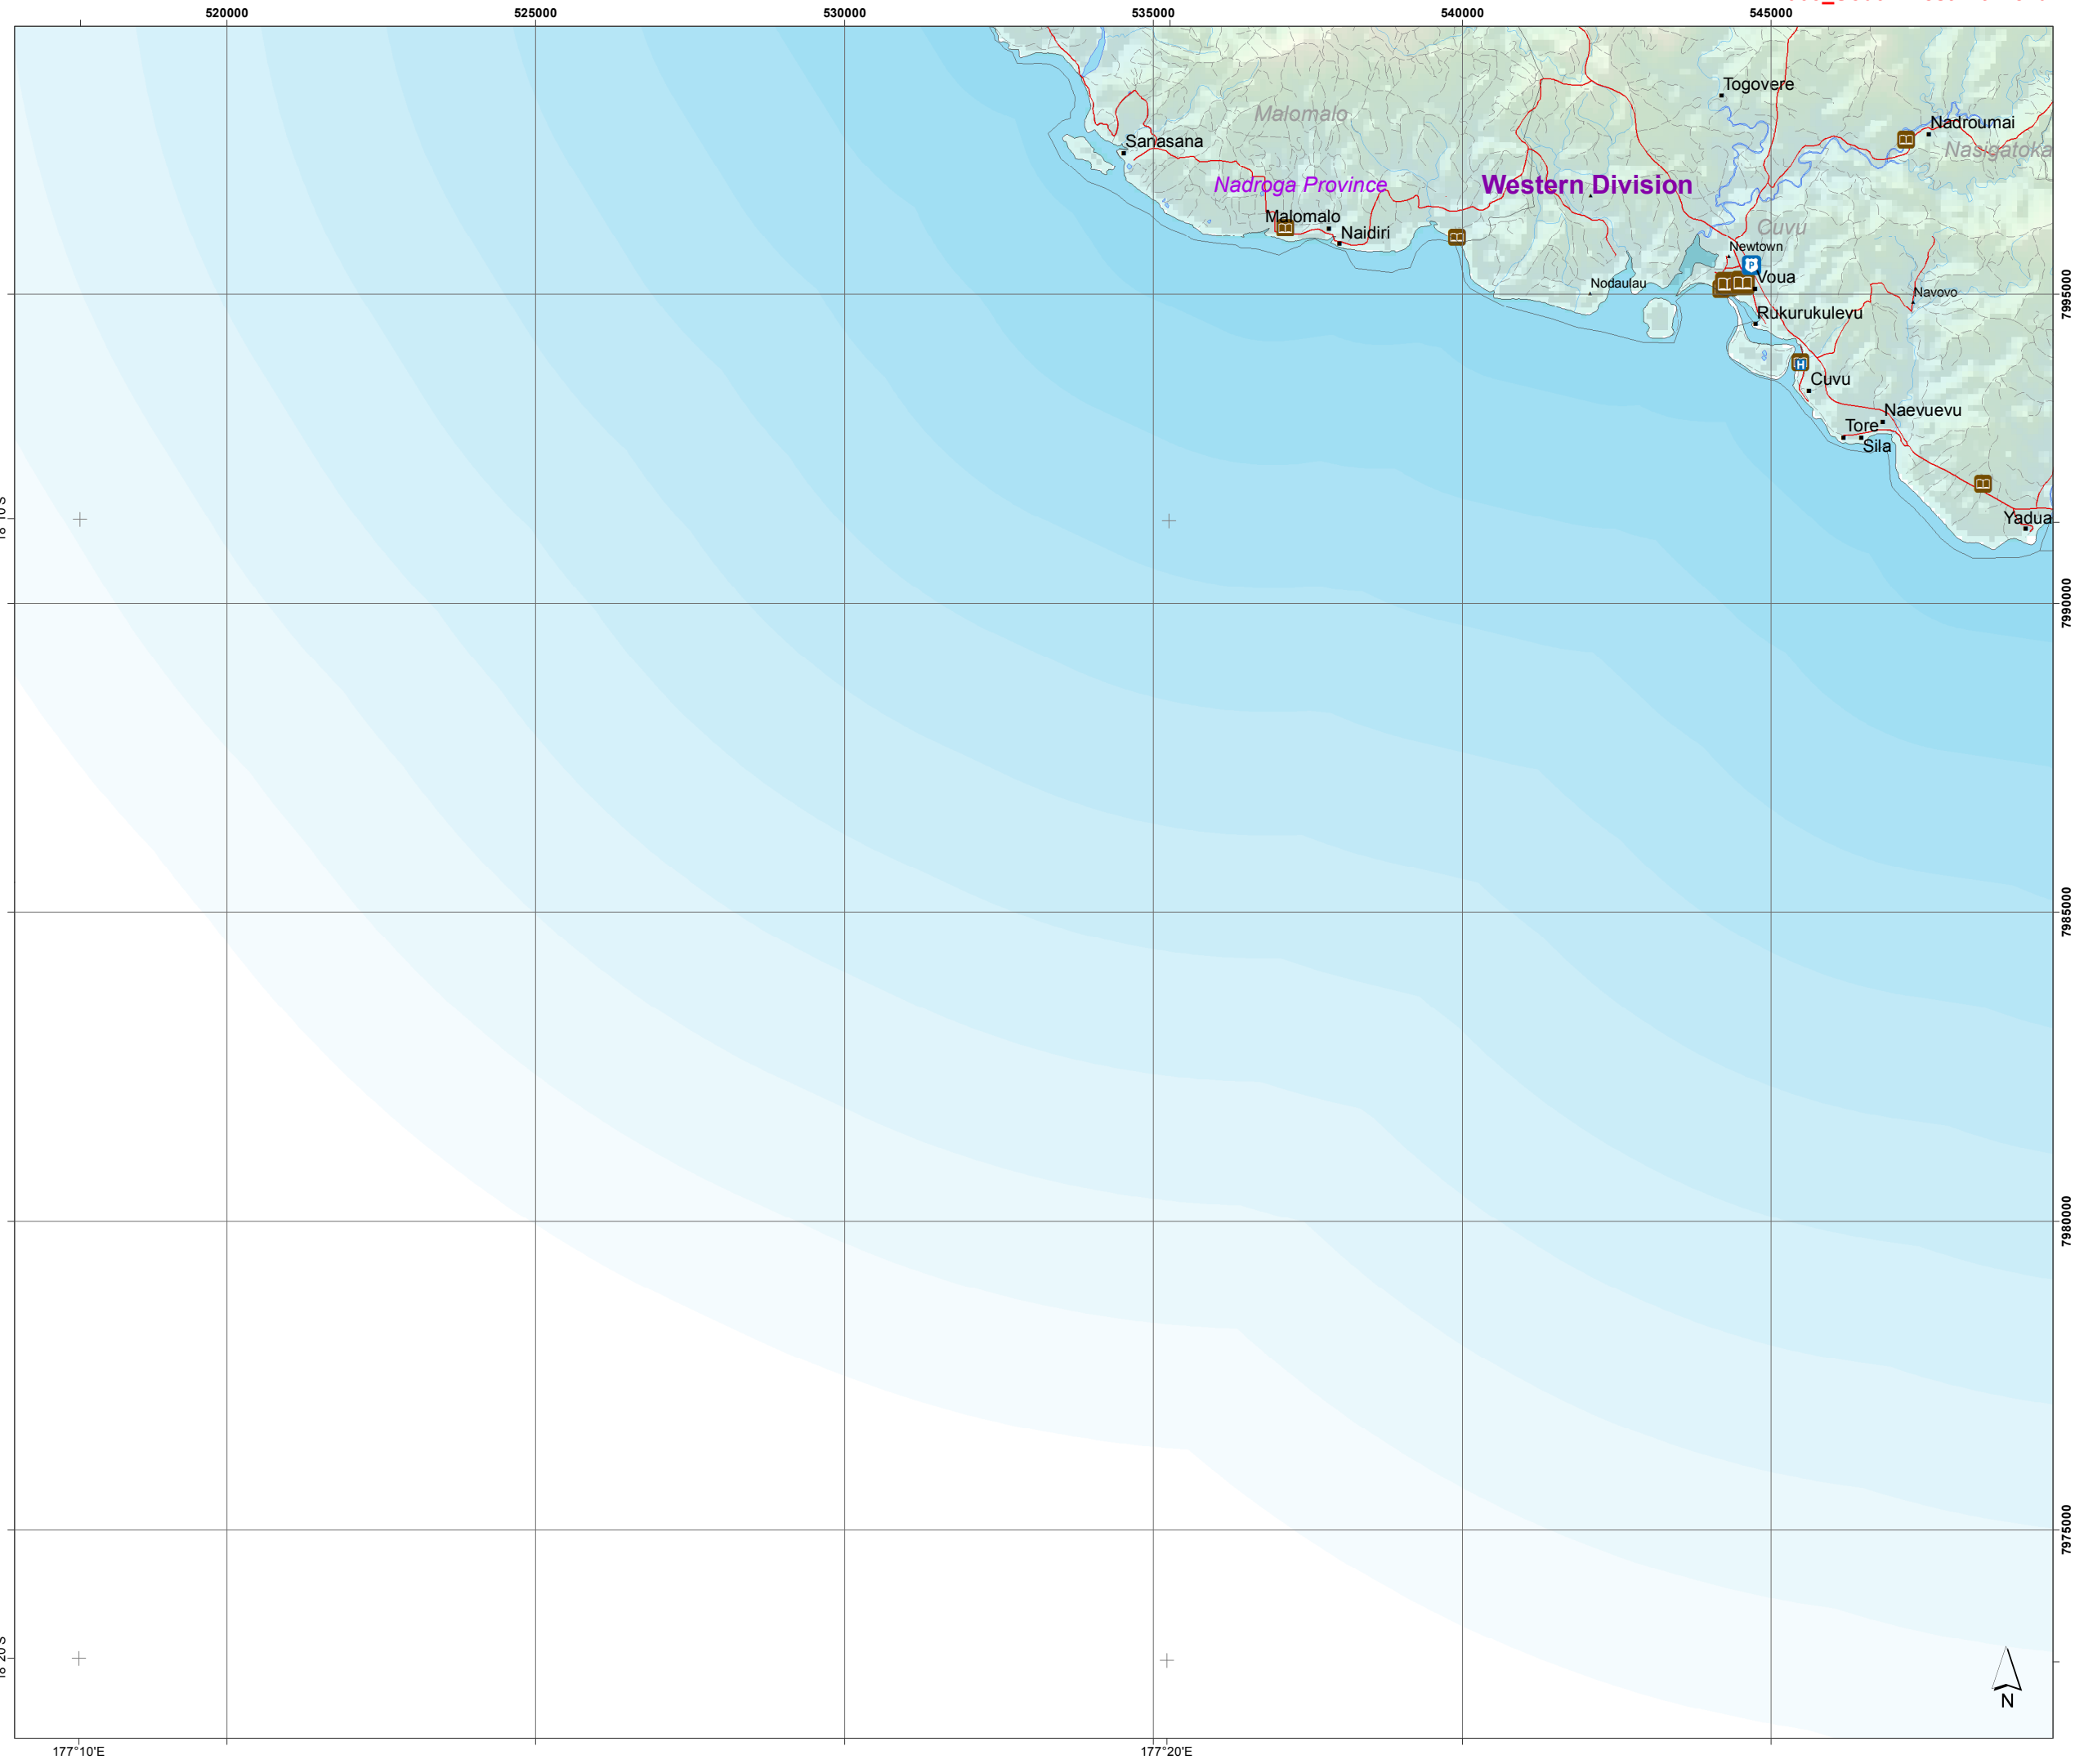 520000
525000
530000
535000
540000
545000
Togovere
Malomalo
Nadroumai
Sanasana
Nasigatoka
Nadroga Province
Western Division
Malomalo
Cuvu
Naidiri
Newtown
P
Voua
Nodaulau
Navovo
7995000
Rukurukulevu
H
Cuvu
Naevuevu
Tore
Sila
Yadua
7990000
7985000
7980000
7975000
N
177°10'E
177°20'E